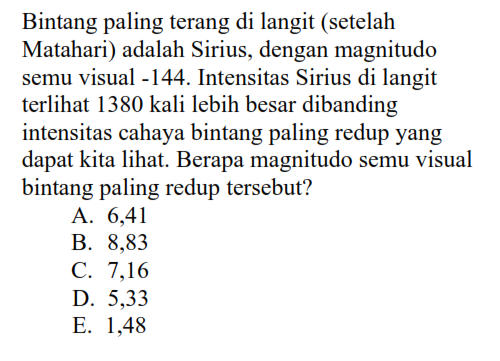 Bintang paling terang di langit (setelah
Matahari) adalah Sirius, dengan magnitudo
semu visual -144. Intensitas Sirius di langit
terlihat 1380 kali lebih besar dibanding
intensitas cahaya bintang paling redup yang
dapat kita lihat. Berapa magnitudo semu visual
bintang paling redup tersebut?
A. 6,41
B. 8,83
C. 7,16
D. 5,33
E. 1,48